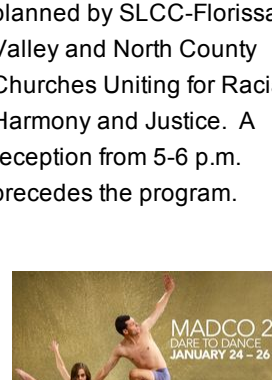 planned by SLCC-Florissa
Valley and North County
Churches Uniting for Racia
Harmony and Justice. A
reception from 5-6 p.m.
precedes the program.
MADCO 2
DARE TO DANCE
JANUARY 24 – 26